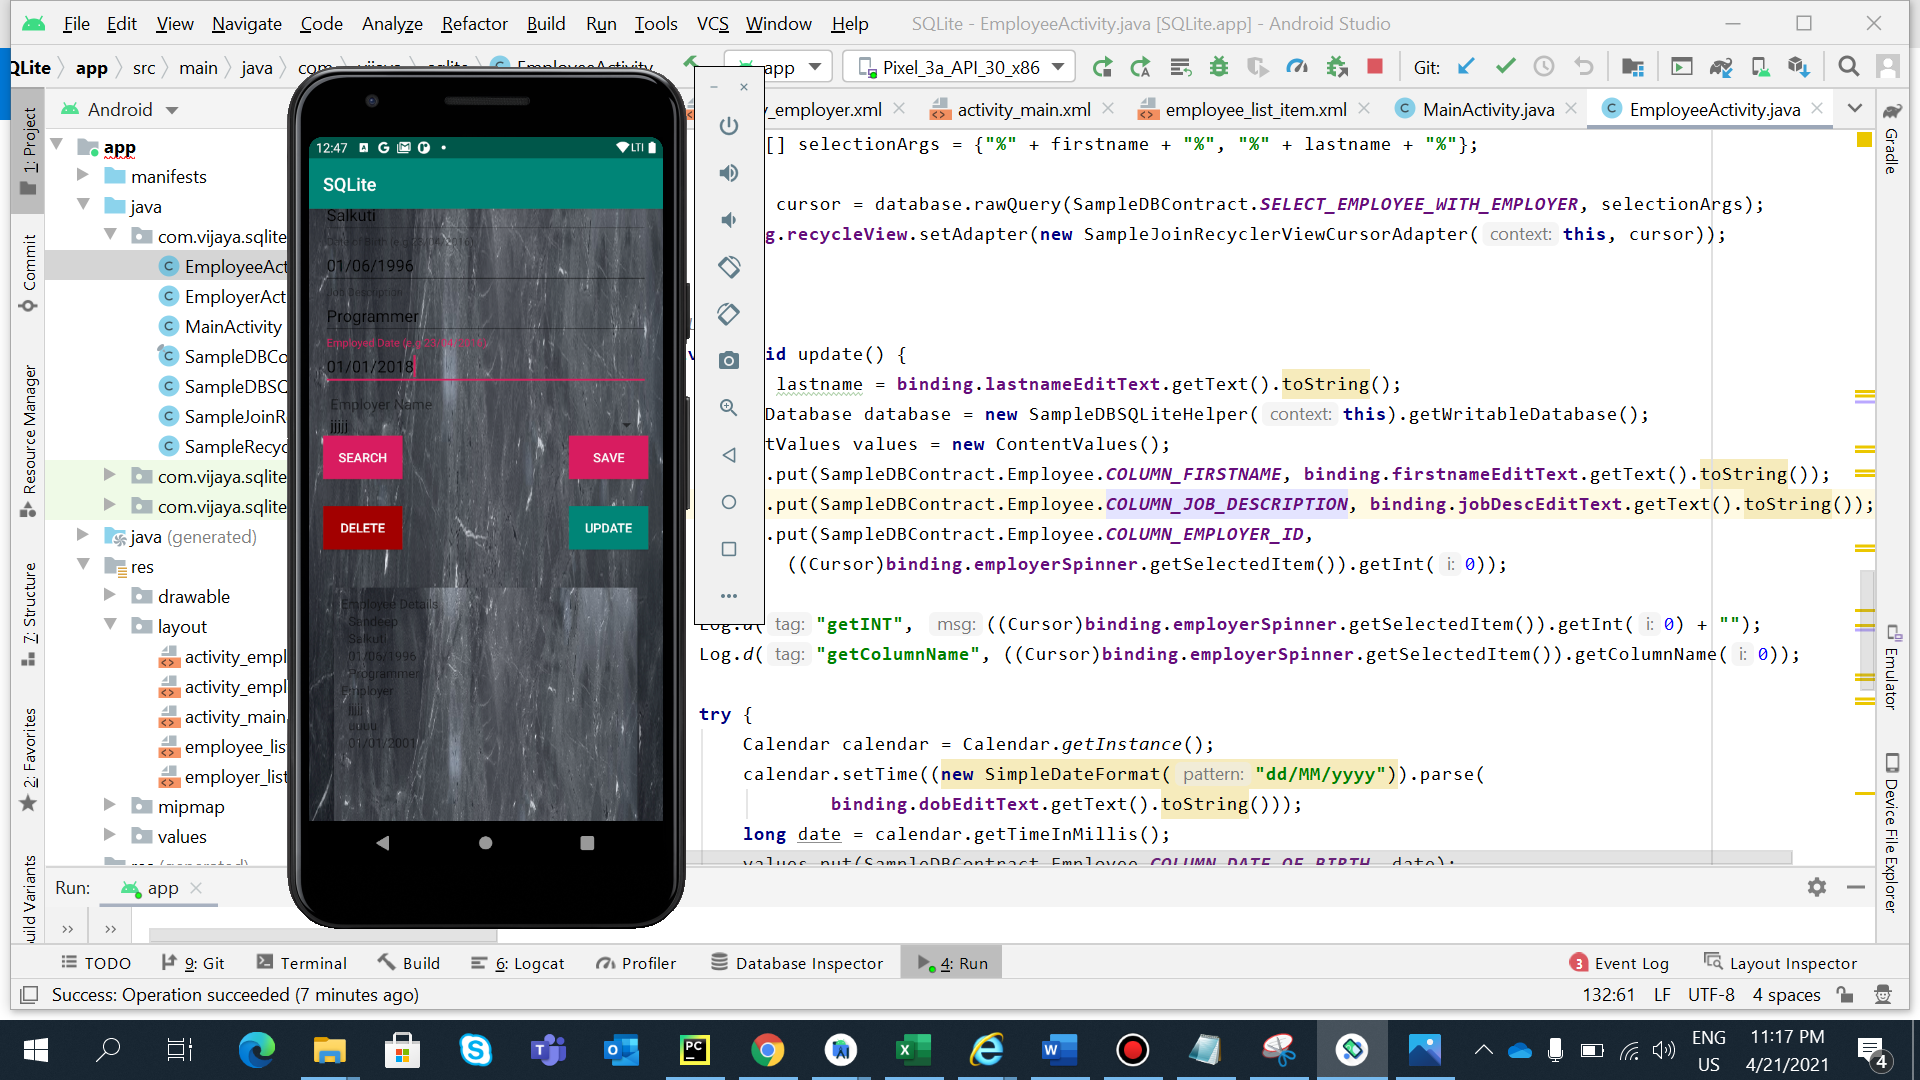 File Edit View Navigate Code Analyze Refactor Build Run Tools VCS Window Help SQLite - EmployeeActivity.java [SQLite.app] - Android Studio
QLite app src main java EmployeeActivity app Pixel_3a_API_30_x86 Git:
Android
_employer.xml activity_main.xml employee_list_item.xml MainActivity.java EmployeeActivity.java
1: Project
Commit
Resource Manager
7: Structure
2: Favorites
uild Variants
app
manifests
java
com.vijaya.sqlite
EmployeeAct
EmployerAct
MainActivity
SampleDBCo
SampleDBSQ
SampleJoinR
SampleRecyc
com.vijaya.sqlite
com.vijaya.sqlite
java (generated)
res
drawable
layout
activity_empl
activity_empl
activity_main
employee_lis
employer_list
mipmap
values
12:47 LTE
SQLite
Salkuti
01/06/1996
Job Description
Programmer
01/01/2018
Employer Name
jjjjj
SEARCH SAVE
DELETE UPDATE
Employee Details
Sandeep
Salkuti
01/06/1996
Programmer
Employer
jjjjj
uuuu
01/01/2001
[] selectionArgs = {"%" + firstname + "%", "%" + lastname + "%"};
cursor = database.rawQuery(SampleDBContract.SELECT_EMPLOYEE_WITH_EMPLOYER, selectionArgs);
g.recycleView.setAdapter(new SampleJoinRecyclerViewCursorAdapter( context: this, cursor));
id update() {
lastname = binding.lastnameEditText.getText().toString();
Database database = new SampleDBSQLiteHelper( context: this).getWritableDatabase();
tValues values = new ContentValues();
.put(SampleDBContract.Employee.COLUMN_FIRSTNAME, binding.firstnameEditText.getText().toString());
.put(SampleDBContract.Employee.COLUMN_JOB_DESCRIPTION, binding.jobDescEditText.getText().toString());
.put(SampleDBContract.Employee.COLUMN_EMPLOYER_ID,
((Cursor)binding.employerSpinner.getSelectedItem()).getInt( i: 0));
Log.d( tag: "getINT", msg: ((Cursor)binding.employerSpinner.getSelectedItem()).getInt( i: 0) + "");
Log.d( tag: "getColumnName", ((Cursor)binding.employerSpinner.getSelectedItem()).getColumnName( i: 0));
try {
Calendar calendar = Calendar.getInstance();
calendar.setTime((new SimpleDateFormat( pattern: "dd/MM/yyyy")).parse(
binding.dobEditText.getText().toString()));
long date = calendar.getTimeInMillis();
values.put(SampleDBContract.Employee.COLUMN_DATE_OF_BIRTH, date);
Gradle
Emulator
Device File Explorer
Run: app
TODO 9: Git Terminal Build 6: Logcat Profiler Database Inspector 4: Run 3 Event Log Layout Inspector
Success: Operation succeeded (7 minutes ago) 132:61 LF UTF-8 4 spaces
ENG
US
11:17 PM
4/21/2021
4